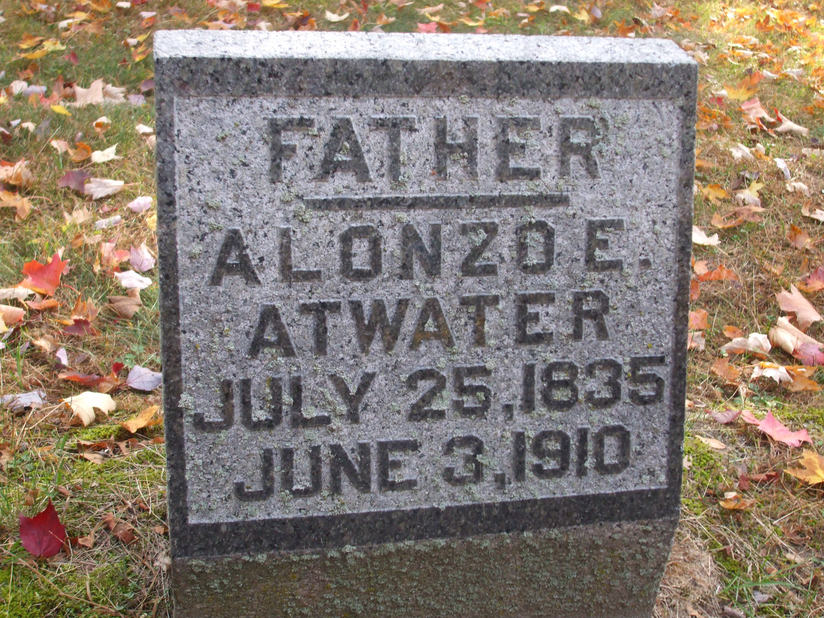 FATHER
ALONZO E.
ATWATER
JULY 25, 1835
JUNE 3, 1910